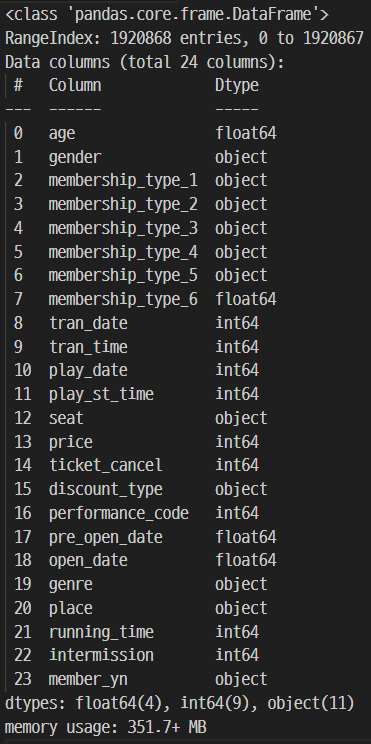 <class 'pandas.core.frame.DataFrame'>
RangeIndex: 1920868 entries, 0 to 1920867
Data columns (total 24 columns):
 #   Column             Dtype
---  ------             -----
 0   age                float64
 1   gender             object
 2   membership_type_1  object
 3   membership_type_2  object
 4   membership_type_3  object
 5   membership_type_4  object
 6   membership_type_5  object
 7   membership_type_6  float64
 8   tran_date          int64
 9   tran_time          int64
 10  play_date          int64
 11  play_st_time       int64
 12  seat               object
 13  price              int64
 14  ticket_cancel      int64
 15  discount_type      object
 16  performance_code   int64
 17  pre_open_date      float64
 18  open_date          float64
 19  genre              object
 20  place              object
 21  running_time       int64
 22  intermission       int64
 23  member_yn          object
dtypes: float64(4), int64(9), object(11)
memory usage: 351.7+ MB